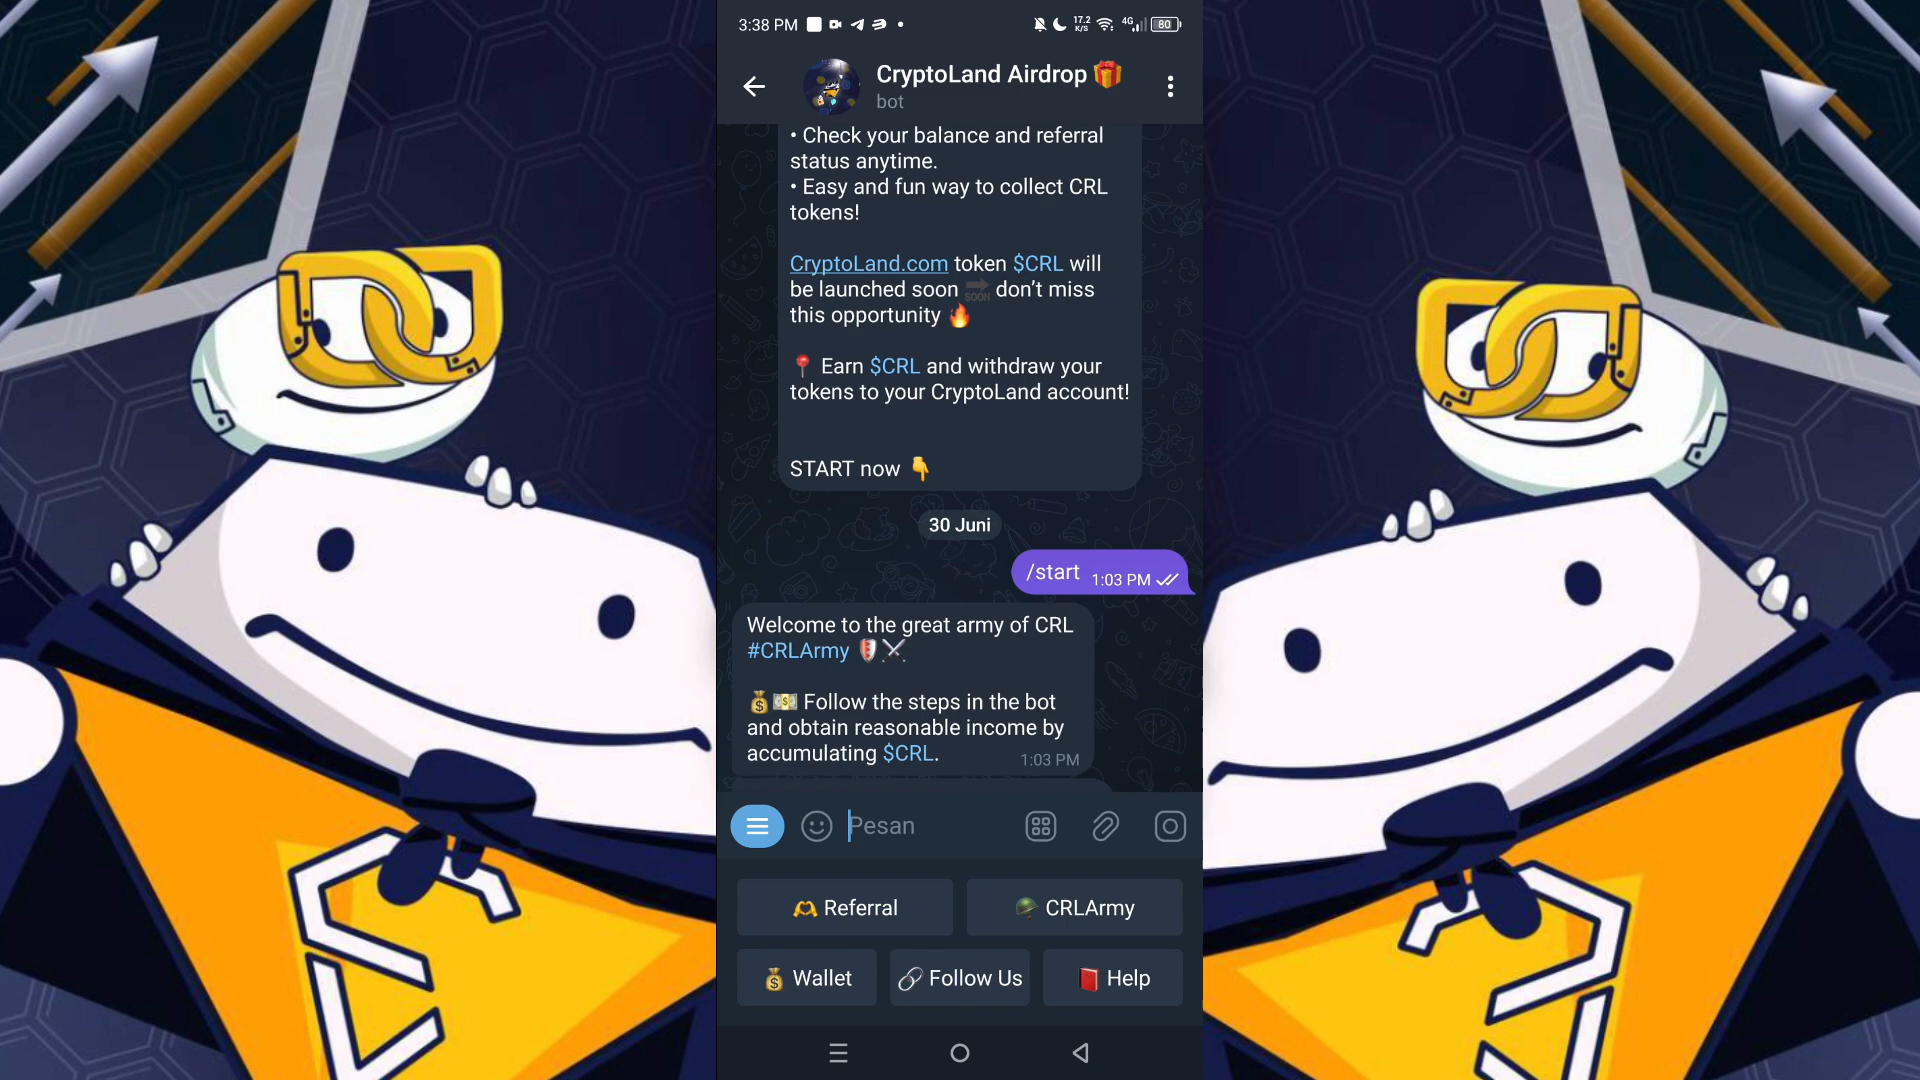 3:38 PM
17.2
K/S
4G
80
CryptoLand Airdrop 🎁
bot
• Check your balance and referral
status anytime.
• Easy and fun way to collect CRL
tokens!
CryptoLand.com token $CRL will
be launched soon 🔜 don’t miss
this opportunity 🔥
📍 Earn $CRL and withdraw your
tokens to your CryptoLand account!
START now 👇
30 Juni
/start 1:03 PM
Welcome to the great army of CRL
#CRLArmy 🛡⚔
💰💵 Follow the steps in the bot
and obtain reasonable income by
accumulating $CRL.
1:03 PM
Pesan
🫶 Referral
🪖 CRLArmy
💰 Wallet
🔗 Follow Us
📕 Help